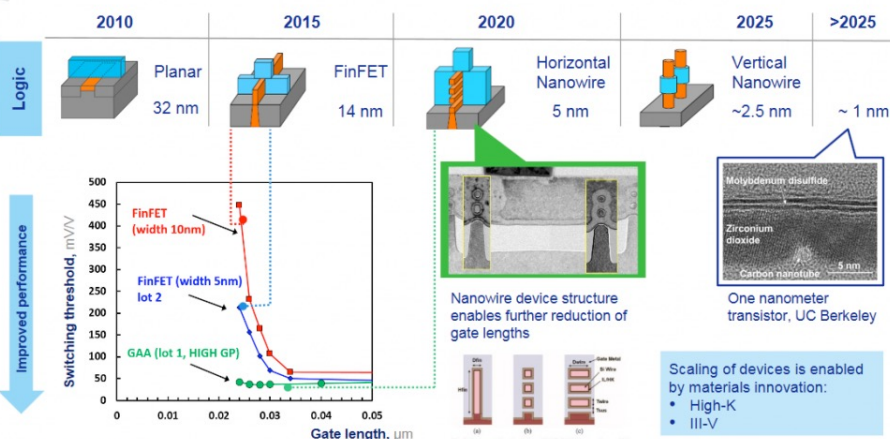 2010
2015
2020
2025
>2025
Logic
Planar
32 nm
FinFET
14 nm
Horizontal
Nanowire
5 nm
Vertical
Nanowire
~2.5 nm
~ 1 nm
Improved performance
Switching threshold, mV/V
500
450
400
350
300
250
200
150
100
50
0
FinFET
(width 10nm)
FinFET (width 5nm)
lot 2
GAA (lot 1, HIGH GP)
0
0.01
0.02
0.03
0.04
0.05
Gate length, μm
Nanowire device structure
enables further reduction of
gate lengths
Gate Metal
Si Wire
(a)
(b)
(c)
Molybdenum disulfide
Zirconium
dioxide
Carbon nanotube
5 nm
One nanometer
transistor, UC Berkeley
Scaling of devices is enabled
by materials innovation:
• High-K
• III-V